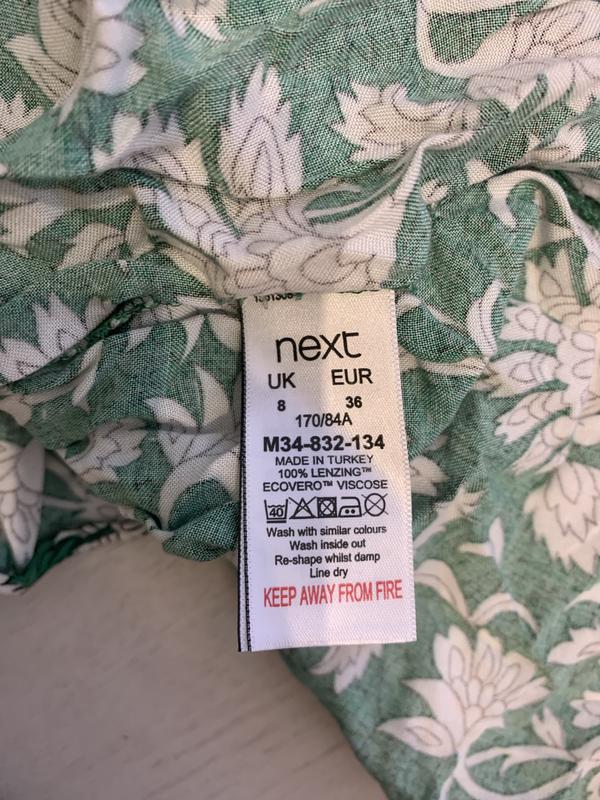 next
UK EUR
8 36
170/84A
M34-832-134
MADE IN TURKEY
100% LENZING™
ECOVERO™ VISCOSE
40
Wash with similar colours
Wash inside out
Re-shape whilst damp
Line dry
KEEP AWAY FROM FIRE